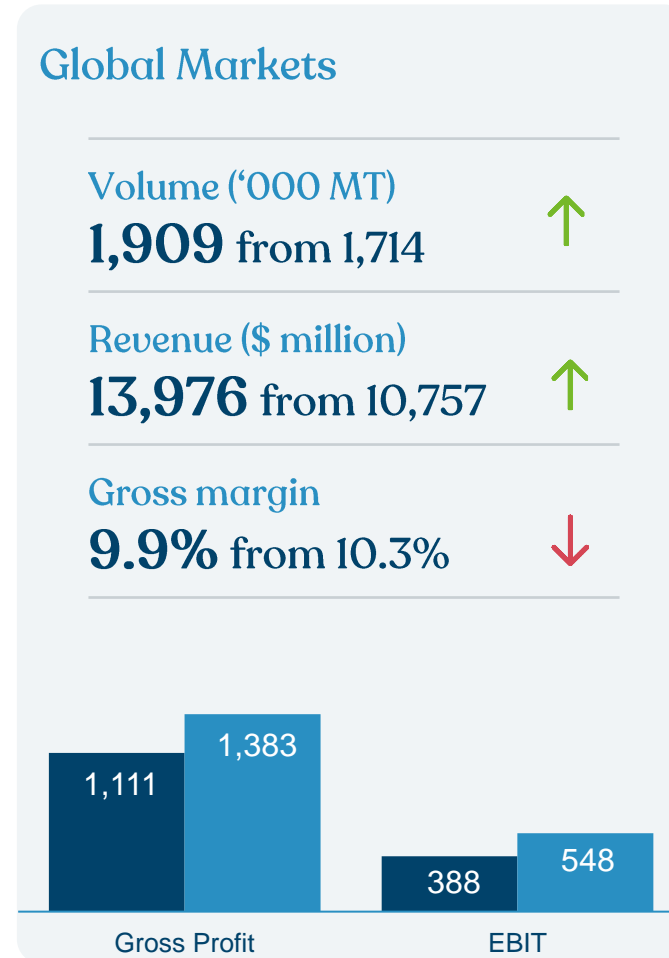 Global Markets
Volume (‘000 MT)
1,909 from 1,714
Revenue ($ million)
13,976 from 10,757
Gross margin
9.9% from 10.3%
1,111
1,383
388
548
Gross Profit
EBIT